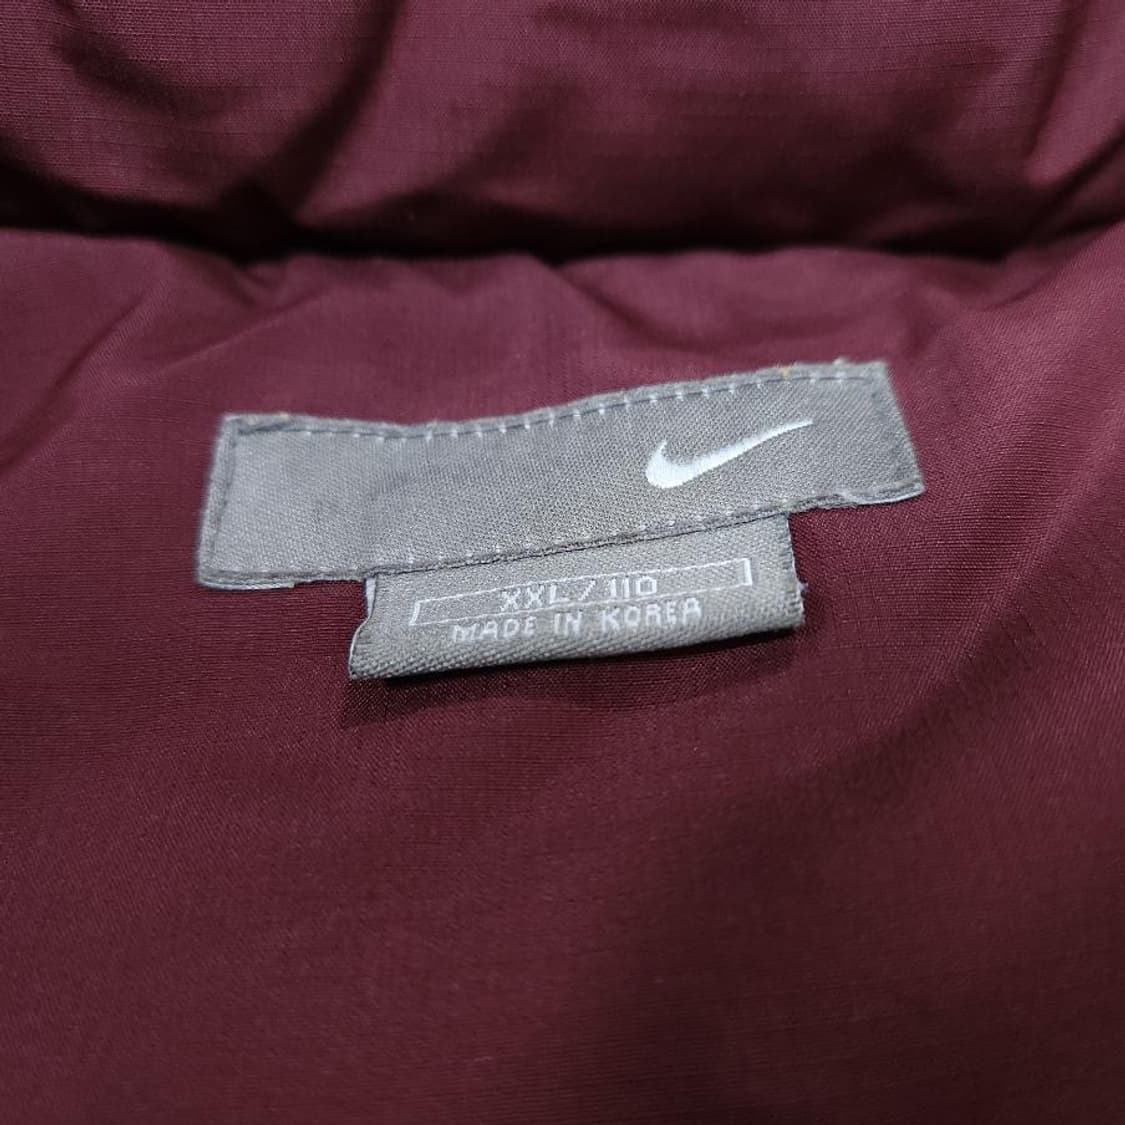 XXL / 110
MADE IN KOREA